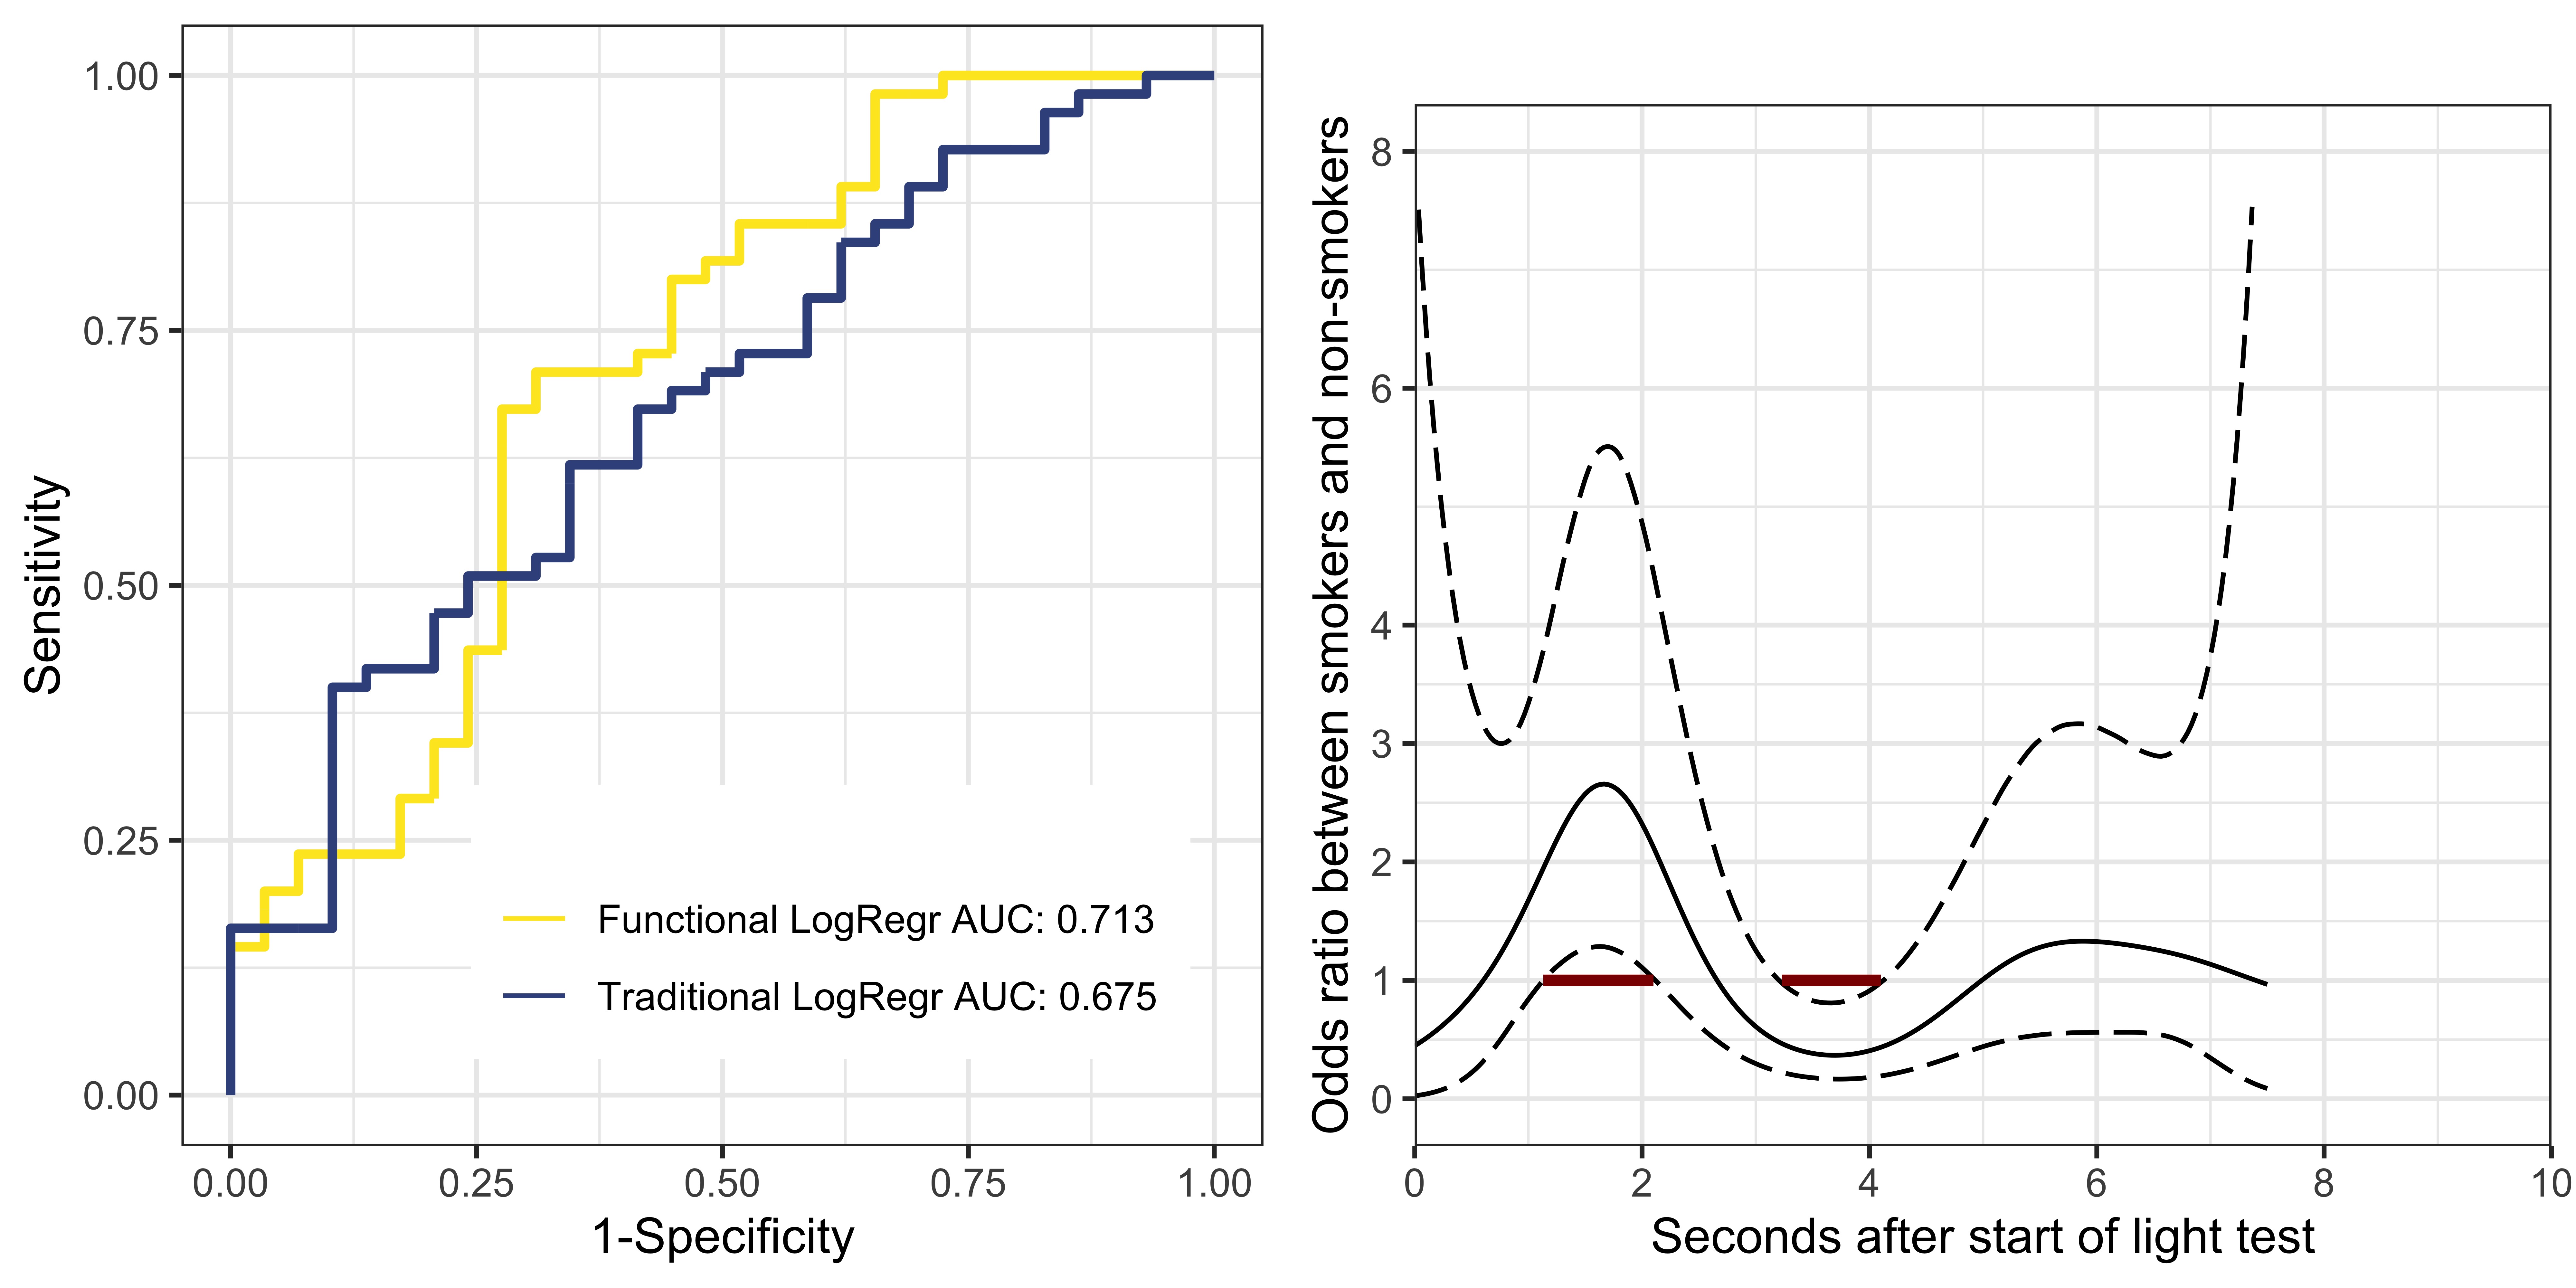 Sensitivity
1.00
0.75
0.50
0.25
0.00
Functional LogRegr AUC: 0.713
Traditional LogRegr AUC: 0.675
0.00 0.25 0.50 0.75 1.00
1-Specificity
Odds ratio between smokers and non-smokers
8
6
4
3
2
1
0
0 2 4 6 8 10
Seconds after start of light test